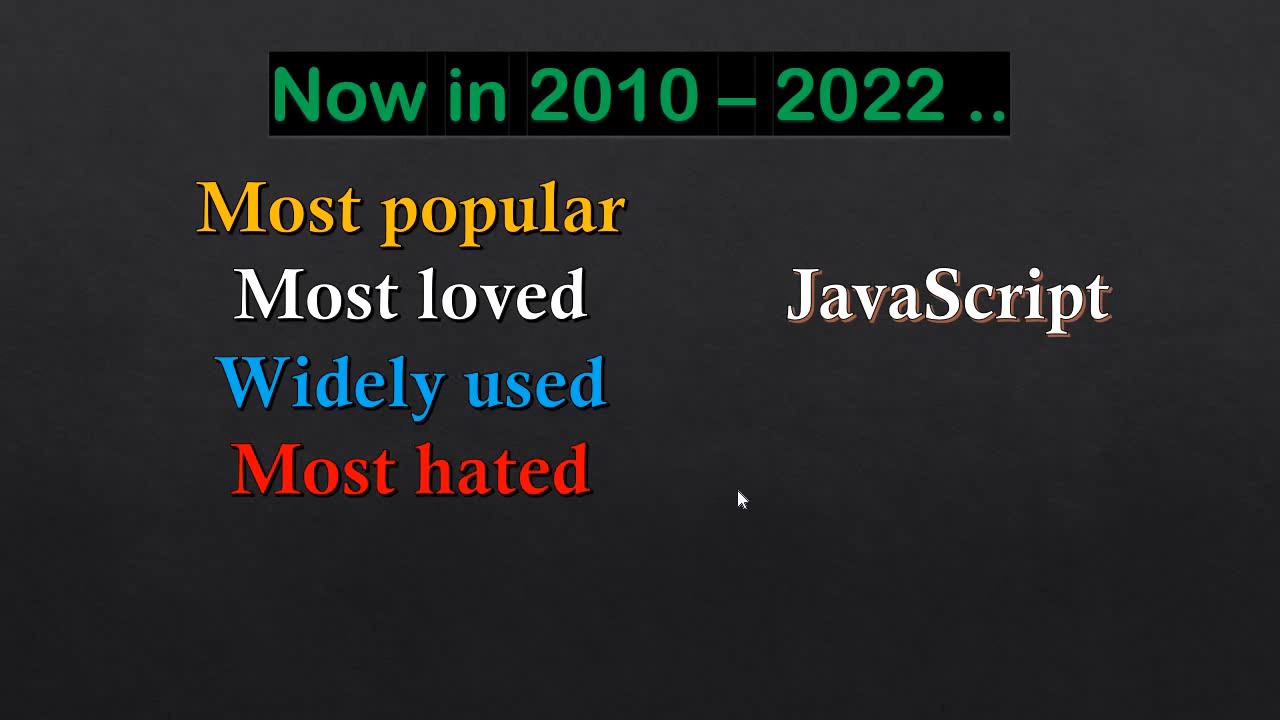 Now in 2010 – 2022 ..
Most popular
Most loved
JavaScript
Widely used
Most hated